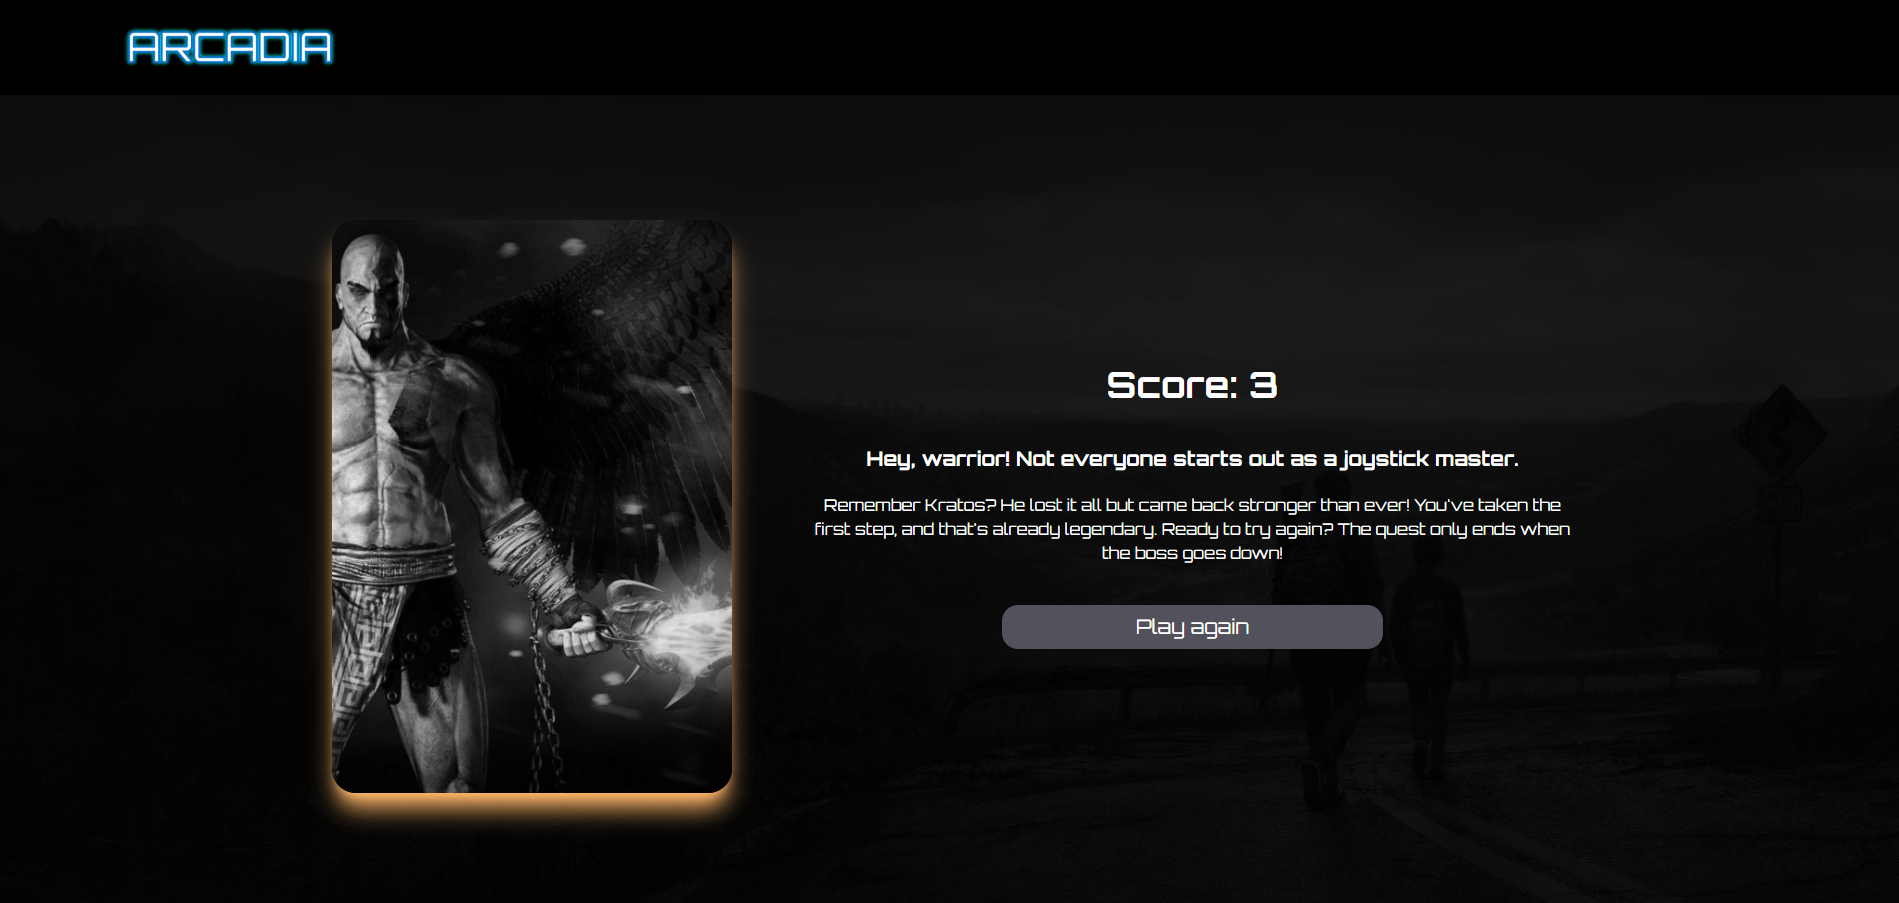 ARCADIA
Score: 3
Hey, warrior! Not everyone starts out as a joystick master.
Remember Kratos? He lost it all but came back stronger than ever! You've taken the
first step, and that's already legendary. Ready to try again? The quest only ends when
the boss goes down!
Play again